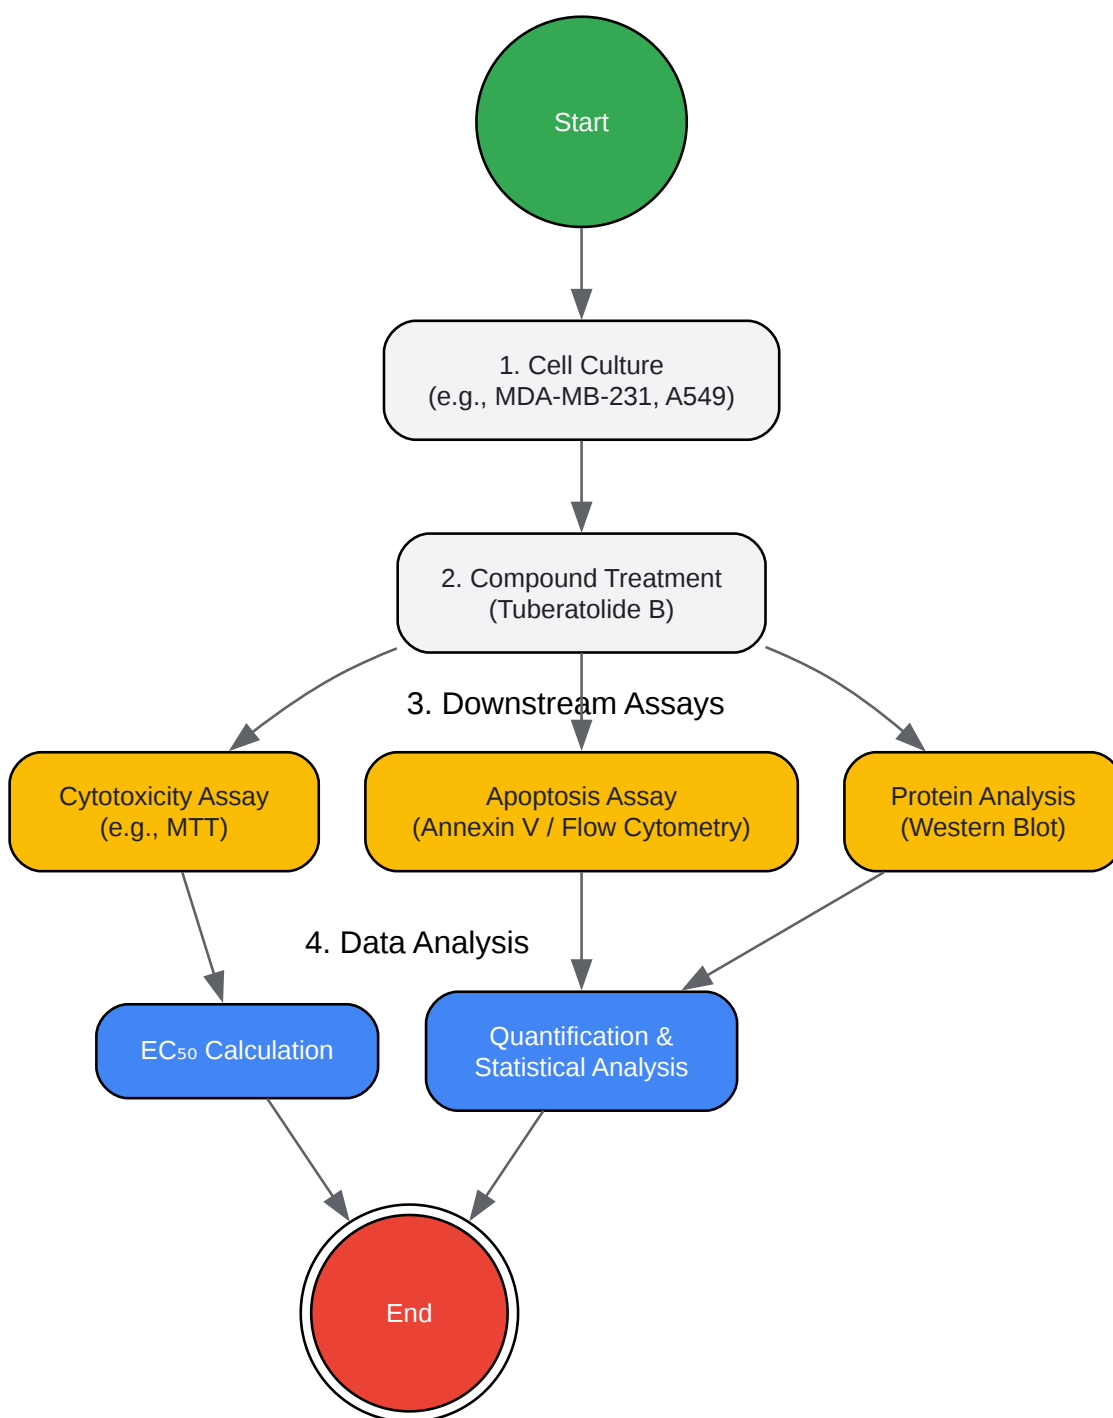 Start
1. Cell Culture
(e.g., MDA-MB-231, A549)
2. Compound Treatment
(Tuberatolide B)
3. Downstream Assays
Cytotoxicity Assay
(e.g., MTT)
Apoptosis Assay
(Annexin V / Flow Cytometry)
Protein Analysis
(Western Blot)
4. Data Analysis
EC₅₀ Calculation
Quantification &
Statistical Analysis
End